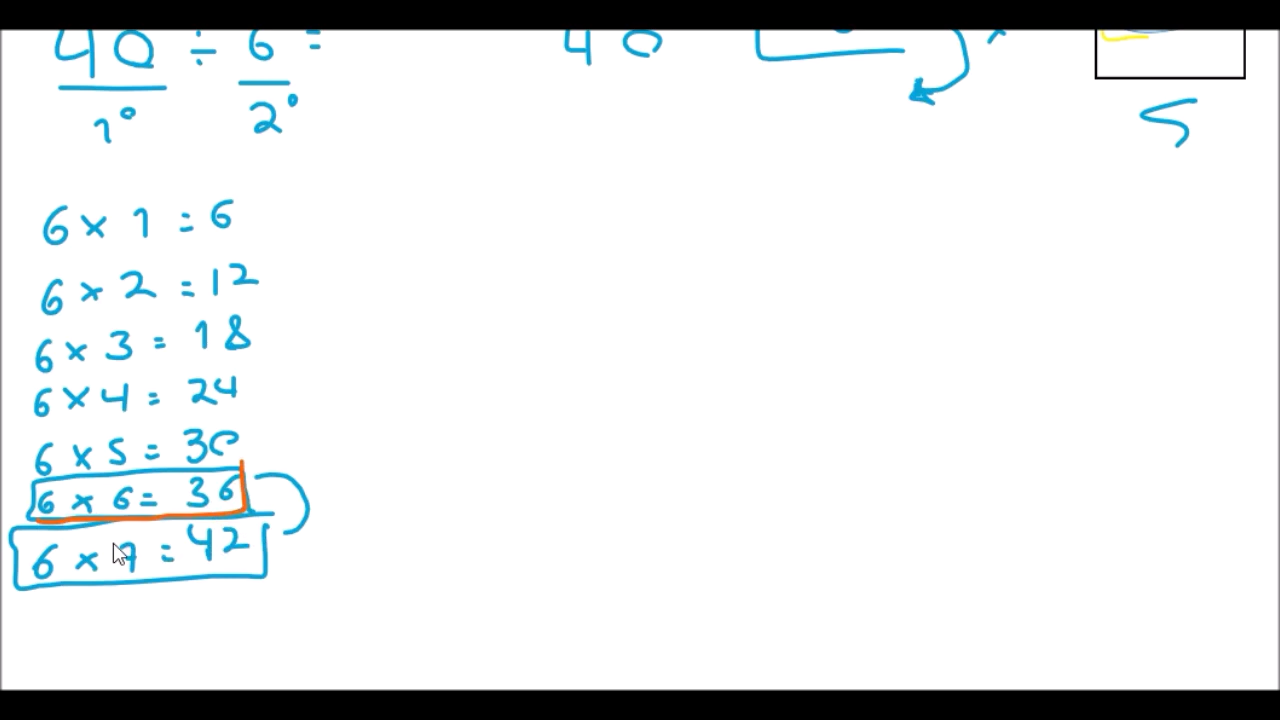 40 ÷ 6 =
40
1° 2°
5
6 × 1 = 6
6 × 2 = 12
6 × 3 = 18
6 × 4 = 24
6 × 5 = 30
6 × 6 = 36
6 × 7 = 42